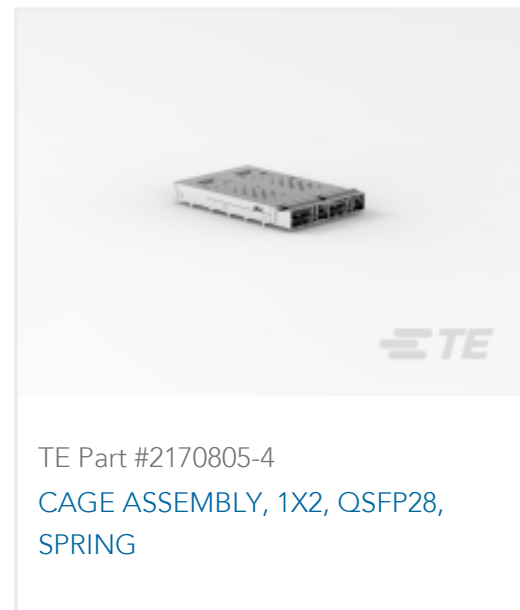 TE
TE Part #2170805-4
CAGE ASSEMBLY, 1X2, QSFP28,
SPRING